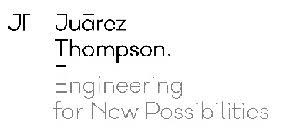 JT Juárez
Thompson.
Engineering
for New Possibilities